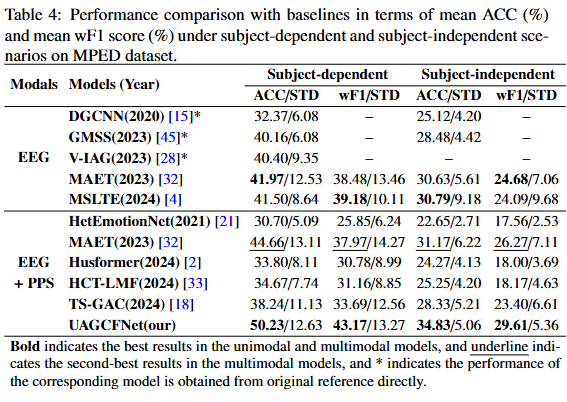 Table 4: Performance comparison with baselines in terms of mean ACC (%)
and mean wF1 score (%) under subject-dependent and subject-independent sce-
narios on MPED dataset.
Modals Models (Year) Subject-dependent Subject-independent
ACC/STD wF1/STD ACC/STD wF1/STD
EEG
DGCNN(2020) [15]* 32.37/6.08 – 25.12/4.20 –
GMSS(2023) [45]* 40.16/6.08 – 28.48/4.42 –
V-IAG(2023) [28]* 40.40/9.35 – – –
MAET(2023) [32] 41.97/12.53 38.48/13.46 30.63/5.61 24.68/7.06
MSLTE(2024) [4] 41.50/8.64 39.18/10.11 30.79/9.18 24.09/9.68
EEG
+ PPS
HetEmotionNet(2021) [21] 30.70/5.09 25.85/6.24 22.65/2.71 17.56/2.53
MAET(2023) [32] 44.66/13.11 37.97/14.27 31.17/6.22 26.27/7.11
Husformer(2024) [2] 33.80/8.11 30.78/8.99 24.27/4.13 18.00/3.69
HCT-LMF(2024) [33] 34.67/7.74 31.16/8.85 25.25/4.20 18.17/4.63
TS-GAC(2024) [18] 38.24/11.13 33.69/12.56 28.33/5.21 23.40/6.61
UAGCFNet(our) 50.23/12.63 43.17/13.27 34.83/5.06 29.61/5.36
Bold indicates the best results in the unimodal and multimodal models, and underline indi-
cates the second-best results in the multimodal models, and * indicates the performance of
the corresponding model is obtained from original reference directly.